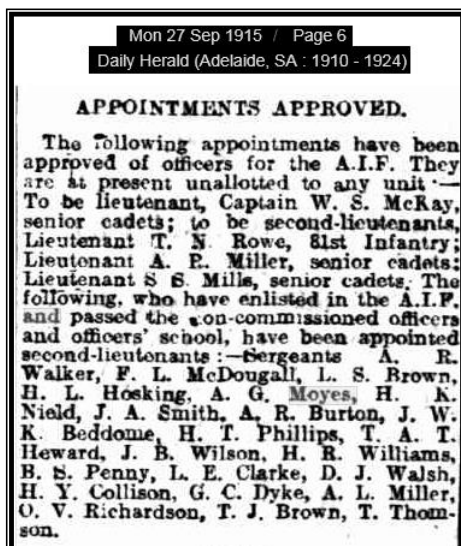 Mon 27 Sep 1915 / Page 6
Daily Herald (Adelaide, SA : 1910 - 1924)
APPOINTMENTS APPROVED.
The following appointments have been
approved of officers for the A.I.F. They
are at present unallotted to any unit :—
To be lieutenant, Captain W. S. McKay,
senior cadets; to be second-lieutenants,
Lieutenant T. N. Rowe, 81st Infantry;
Lieutenant A. R. Miller, senior cadets:
Lieutenant S S. Mills, senior cadets. The
following, who have enlisted in the A.I.F.
and passed the non-commissioned officers
and officers' school, have been appointed
second-lieutenants :—Sergeants A. R.
Walker, F. L. McDougall, L. S. Brown,
H. L. Hosking, A. G. Moyes, H. K.
Nield, J. A. Smith, A. R. Burton, J. W.
K. Beddome, H. T. Phillips, T. A. T.
Heward, J. B. Wilson, H. R. Williams,
B. S. Penny, L. E. Clarke, D. J. Walsh,
H. Y. Collison, G. C. Dyke, A. L. Miller,
O. V. Richardson, T. J. Brown, T. Thom-
son.